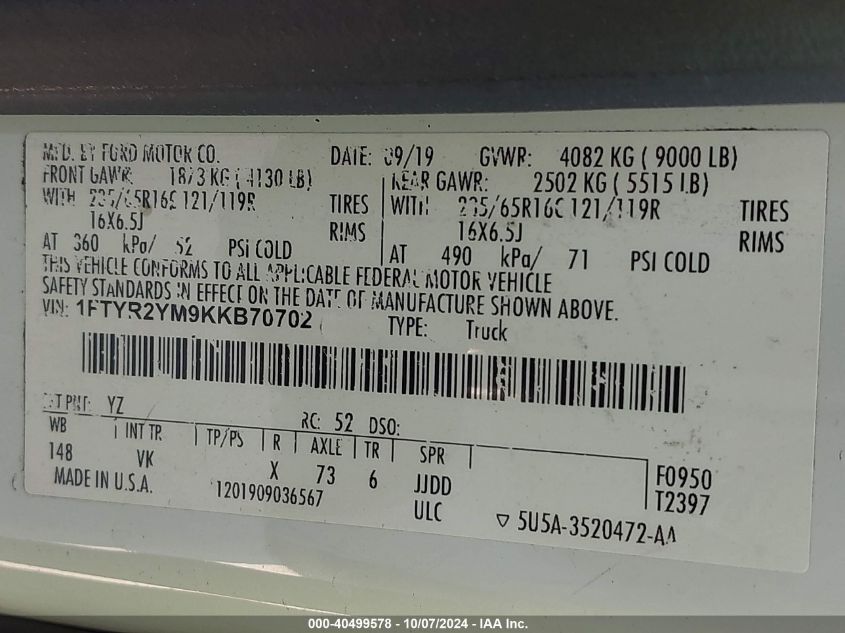 MFD. BY FORD MOTOR CO. DATE: 09/19 GVWR: 4082 KG ( 9000 LB)
FRONT GAWR: 1873 KG ( 4130 LB) REAR GAWR: 2502 KG ( 5515 LB)
WITH 235/65R16C 121/119R TIRES WITH 235/65R16C 121/119R TIRES
16X6.5J RIMS 16X6.5J RIMS
AT 360 kPa/ 52 PSI COLD AT 490 kPa/ 71 PSI COLD
THIS VEHICLE CONFORMS TO ALL APPLICABLE FEDERAL MOTOR VEHICLE
SAFETY STANDARDS IN EFFECT ON THE DATE OF MANUFACTURE SHOWN ABOVE.
VIN: 1FTYR2YM9KKB70702 TYPE: Truck
EXT PNT: YZ RC: 52 DSO:
WB INT TR TP/PS R AXLE TR SPR
148 VK X 73 6 JJDD F0950
MADE IN U.S.A. 1201909036567 ULC T2397
5U5A-3520472-AA
000-40499578 - 10/07/2024 - IAA Inc.